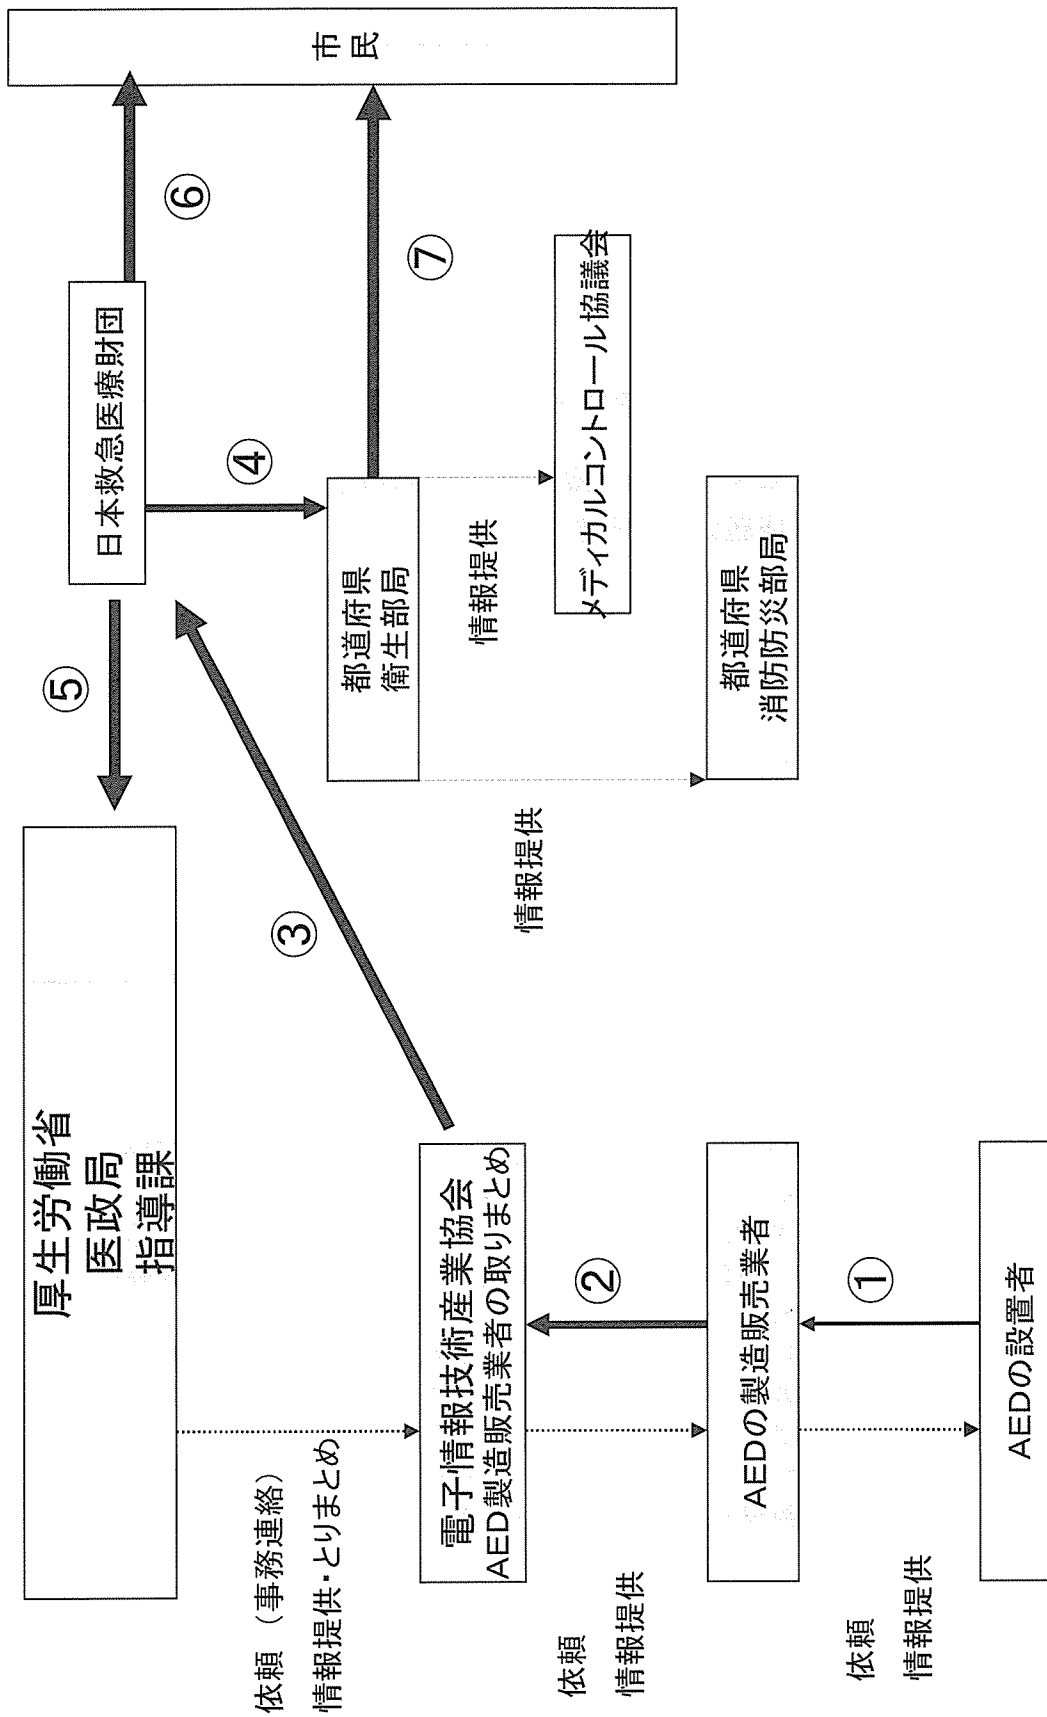 厚生労働省
医政局
指導課
⑤
日本救急医療財団
⑥
市民
依頼（事務連絡）
情報提供・とりまとめ
③
④
⑦
電子情報技術産業協会
AED製造販売業者の取りまとめ
都道府県
衛生部局
依頼
情報提供
②
情報提供
情報提供
メディカルコントロール協議会
AEDの製造販売業者
都道府県
消防防災部局
依頼
情報提供
①
AEDの設置者